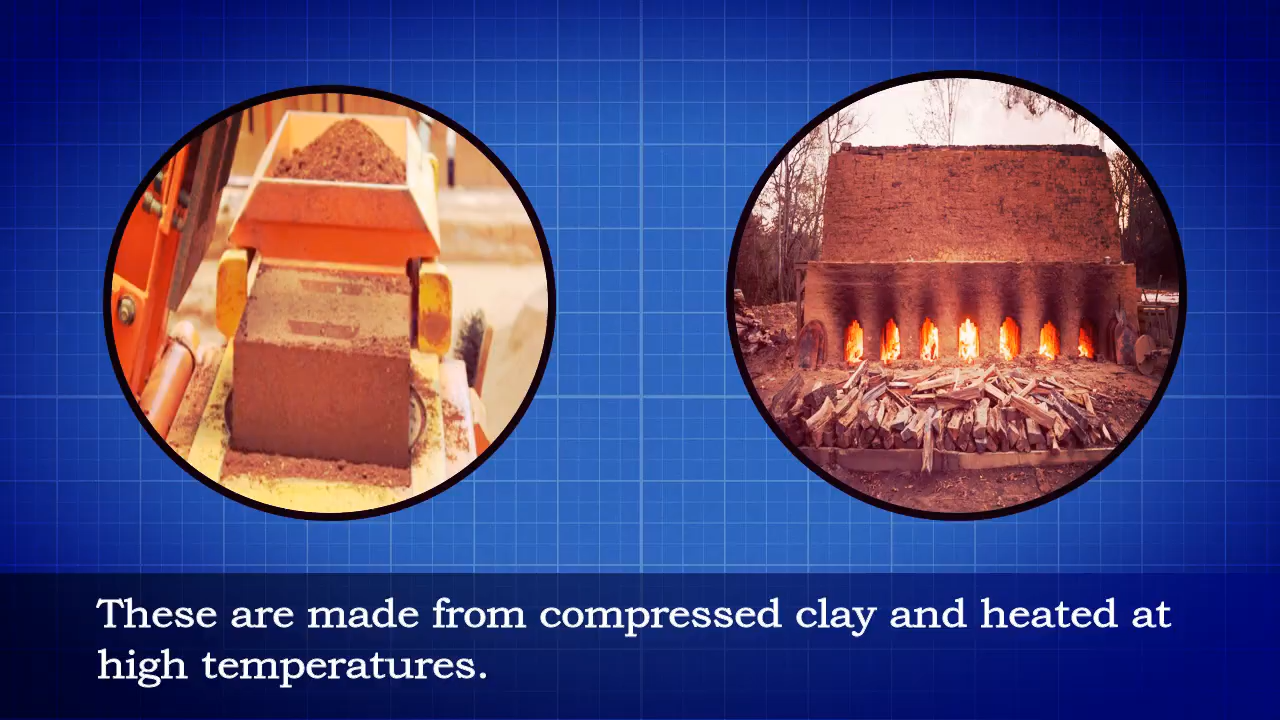 These are made from compressed clay and heated at
high temperatures.